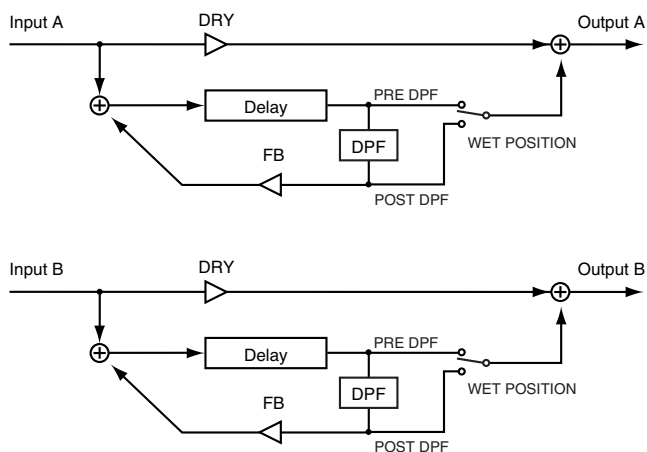 Input A
DRY
Output A
Delay
PRE DPF
DPF
WET POSITION
FB
POST DPF
Input B
DRY
Output B
Delay
PRE DPF
DPF
WET POSITION
FB
POST DPF